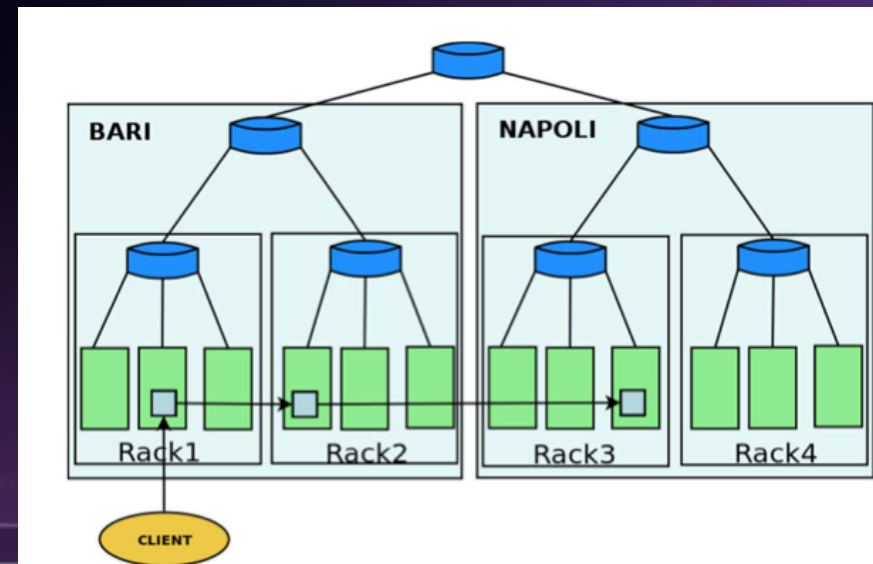 BARI
NAPOLI
Rack1
Rack2
Rack3
Rack4
CLIENT